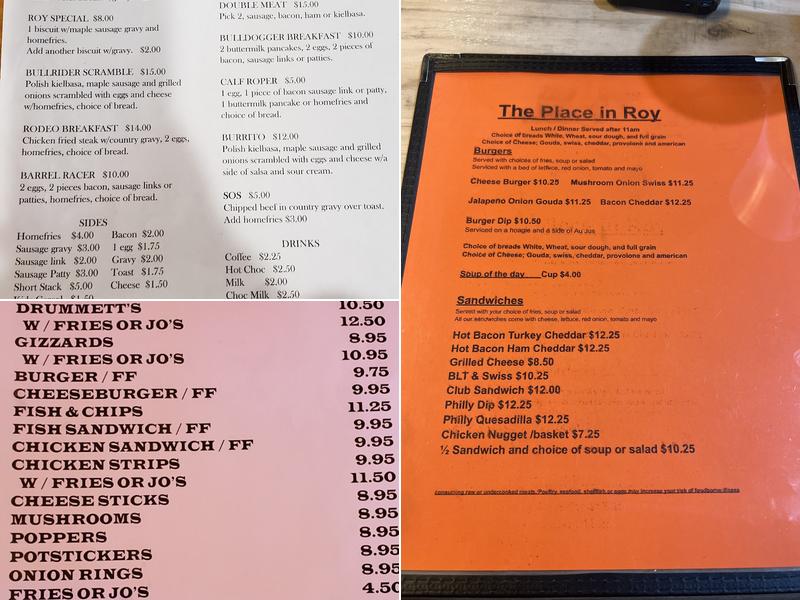 ROY SPECIAL $8.00
1 biscuit w/maple sausage gravy and
homefries.
Add another biscuit w/gravy. $2.00
BULLRIDER SCRAMBLE $15.00
Polish kielbasa, maple sausage and grilled
onions scrambled with eggs and cheese
w/homefries, choice of bread.
RODEO BREAKFAST $14.00
Chicken fried steak w/country gravy, 2 eggs,
homefries, choice of bread.
BARREL RACER $10.00
2 eggs, 2 pieces bacon, sausage links or
patties, homefries, choice of bread.
SIDES
Homefries $4.00 Bacon $2.00
Sausage gravy $3.00 1 egg $1.75
Sausage link $2.00 Gravy $2.00
Sausage Patty $3.00 Toast $1.75
Short Stack $5.00 Cheese $1.50
DOUBLE MEAT $15.00
Pick 2, sausage, bacon, ham or kielbasa.
BULLDOGGER BREAKFAST $10.00
2 buttermilk pancakes, 2 eggs, 2 pieces of
bacon, sausage links or patties.
CALF ROPER $5.00
1 egg, 1 piece of bacon sausage link or patty,
1 buttermilk pancake or homefries and
choice of bread.
BURRITO $12.00
Polish kielbasa, maple sausage and grilled
onions scrambled with eggs and cheese w/a
side of salsa and sour cream.
SOS $5.00
Chipped beef in country gravy over toast.
Add homefries $3.00
DRINKS
Coffee $2.25
Hot Choc $2.50
Milk $2.00
Choc Milk $2.50
DRUMMETT'S 10.50
W / FRIES OR JO'S 12.50
GIZZARDS 8.95
W / FRIES OR JO'S 10.95
BURGER / FF 9.75
CHEESEBURGER / FF 9.95
FISH & CHIPS 11.25
FISH SANDWICH / FF 9.95
CHICKEN SANDWICH / FF 9.95
CHICKEN STRIPS 9.95
W / FRIES OR JO'S 11.50
CHEESE STICKS 8.95
MUSHROOMS 8.95
POPPERS 8.95
POTSTICKERS 8.95
ONION RINGS 8.95
FRIES OR JO'S 4.50
The Place in Roy
Lunch / Dinner Served after 11am
Choice of breads White, Wheat, sour dough, and full grain
Choice of Cheese; Gouda, swiss, cheddar, provolone and american
Burgers
Served with choices of fries, soup or salad
Serviced with a bed of lettuce, red onion, tomato and mayo
Cheese Burger $10.25 Mushroom Onion Swiss $11.25
Jalapeño Onion Gouda $11.25 Bacon Cheddar $12.25
Burger Dip $10.50
Serviced on a hoagie and a side of Au Jus
Choice of breads White, Wheat, sour dough, and full grain
Choice of Cheese; Gouda, swiss, cheddar, provolone and american
Soup of the day Cup $4.00
Sandwiches
Served with your choice of fries, soup or salad
All our sandwiches come with cheese, lettuce, red onion, tomato and mayo
Hot Bacon Turkey Cheddar $12.25
Hot Bacon Ham Cheddar $12.25
Grilled Cheese $8.50
BLT & Swiss $10.25
Club Sandwich $12.00
Philly Dip $12.25
Philly Quesadilla $12.25
Chicken Nugget /basket $7.25
½ Sandwich and choice of soup or salad $10.25
consuming raw or undercooked meats, Poultry, seafood, shellfish or eggs may increase your risk of foodborne illness